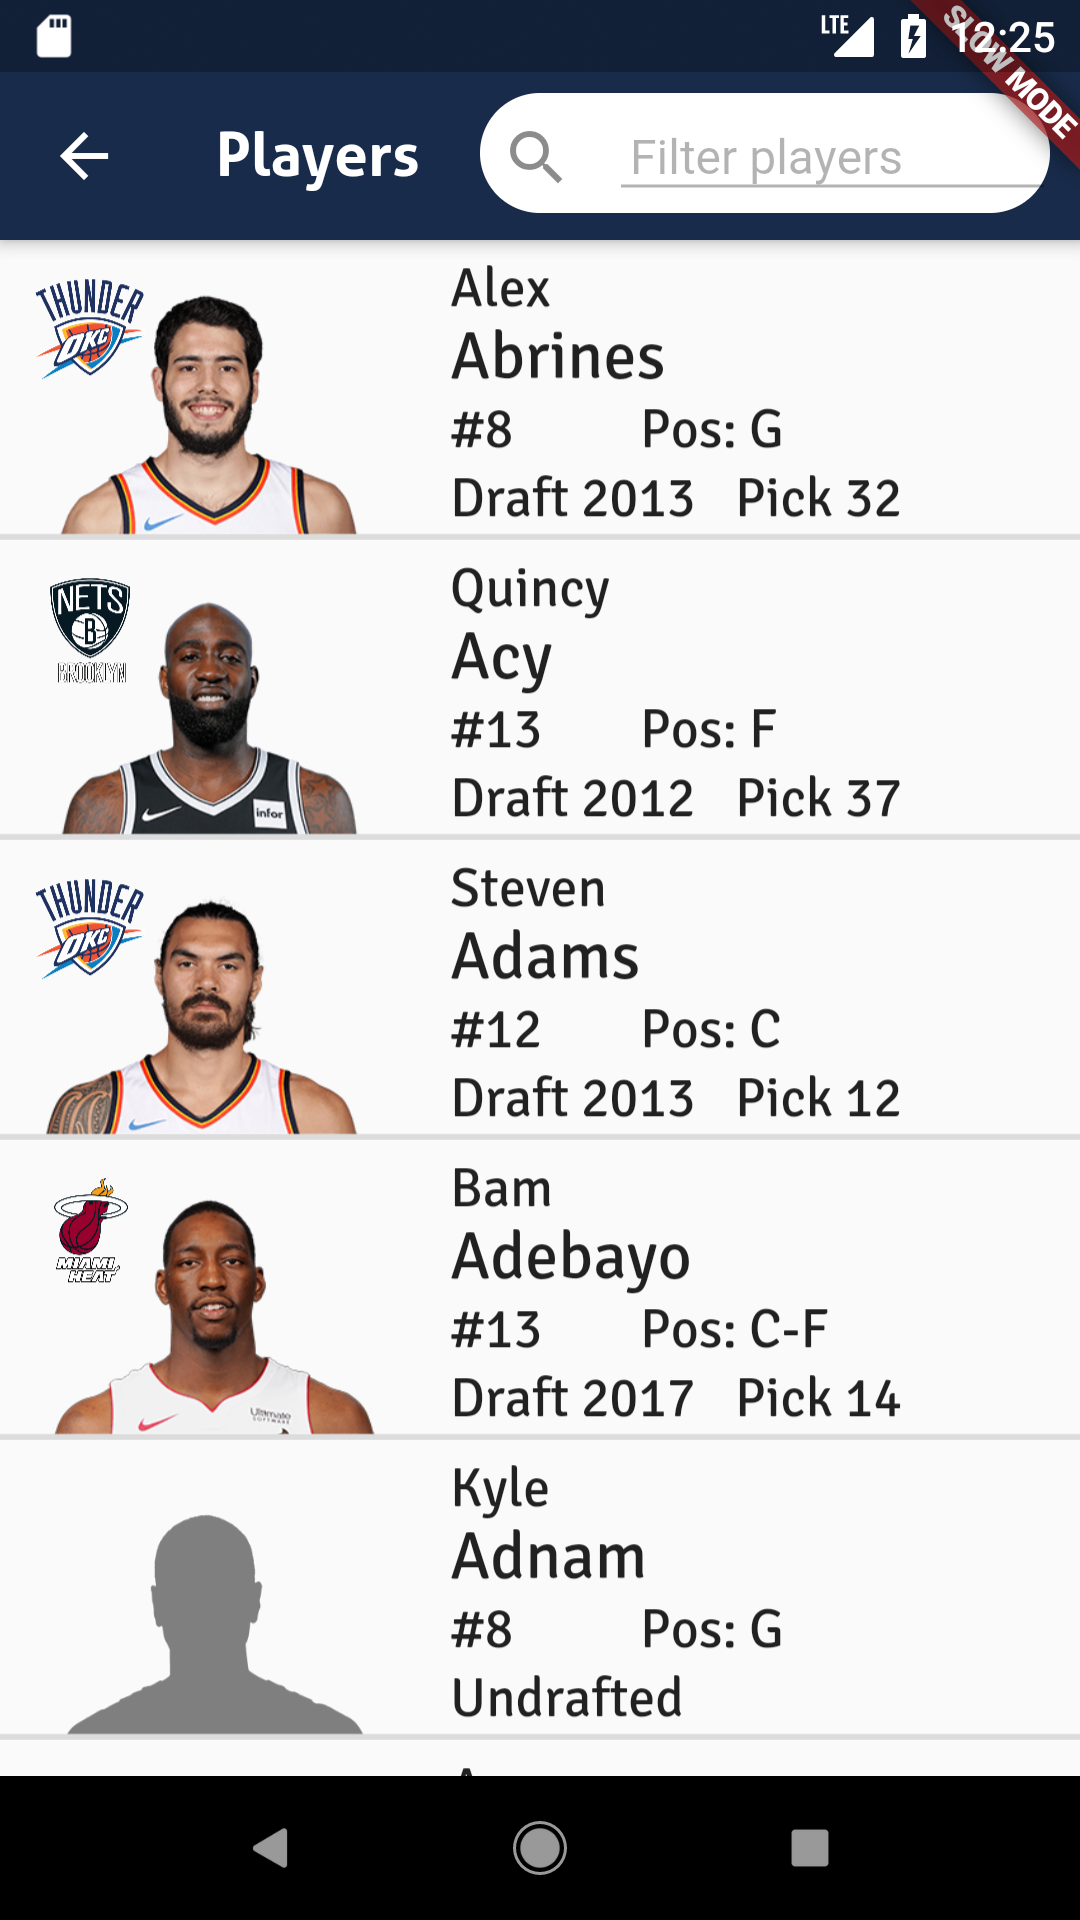 LTE 12:25
SLOW MODE
Players
Filter players
THUNDER
OKC
Alex
Abrines
#8 Pos: G
Draft 2013 Pick 32
NETS
B
BROOKLYN
infor
Quincy
Acy
#13 Pos: F
Draft 2012 Pick 37
THUNDER
OKC
Steven
Adams
#12 Pos: C
Draft 2013 Pick 12
MIAMI
HEAT
Ultimate
SOFTWARE
Bam
Adebayo
#13 Pos: C-F
Draft 2017 Pick 14
Kyle
Adnam
#8 Pos: G
Undrafted